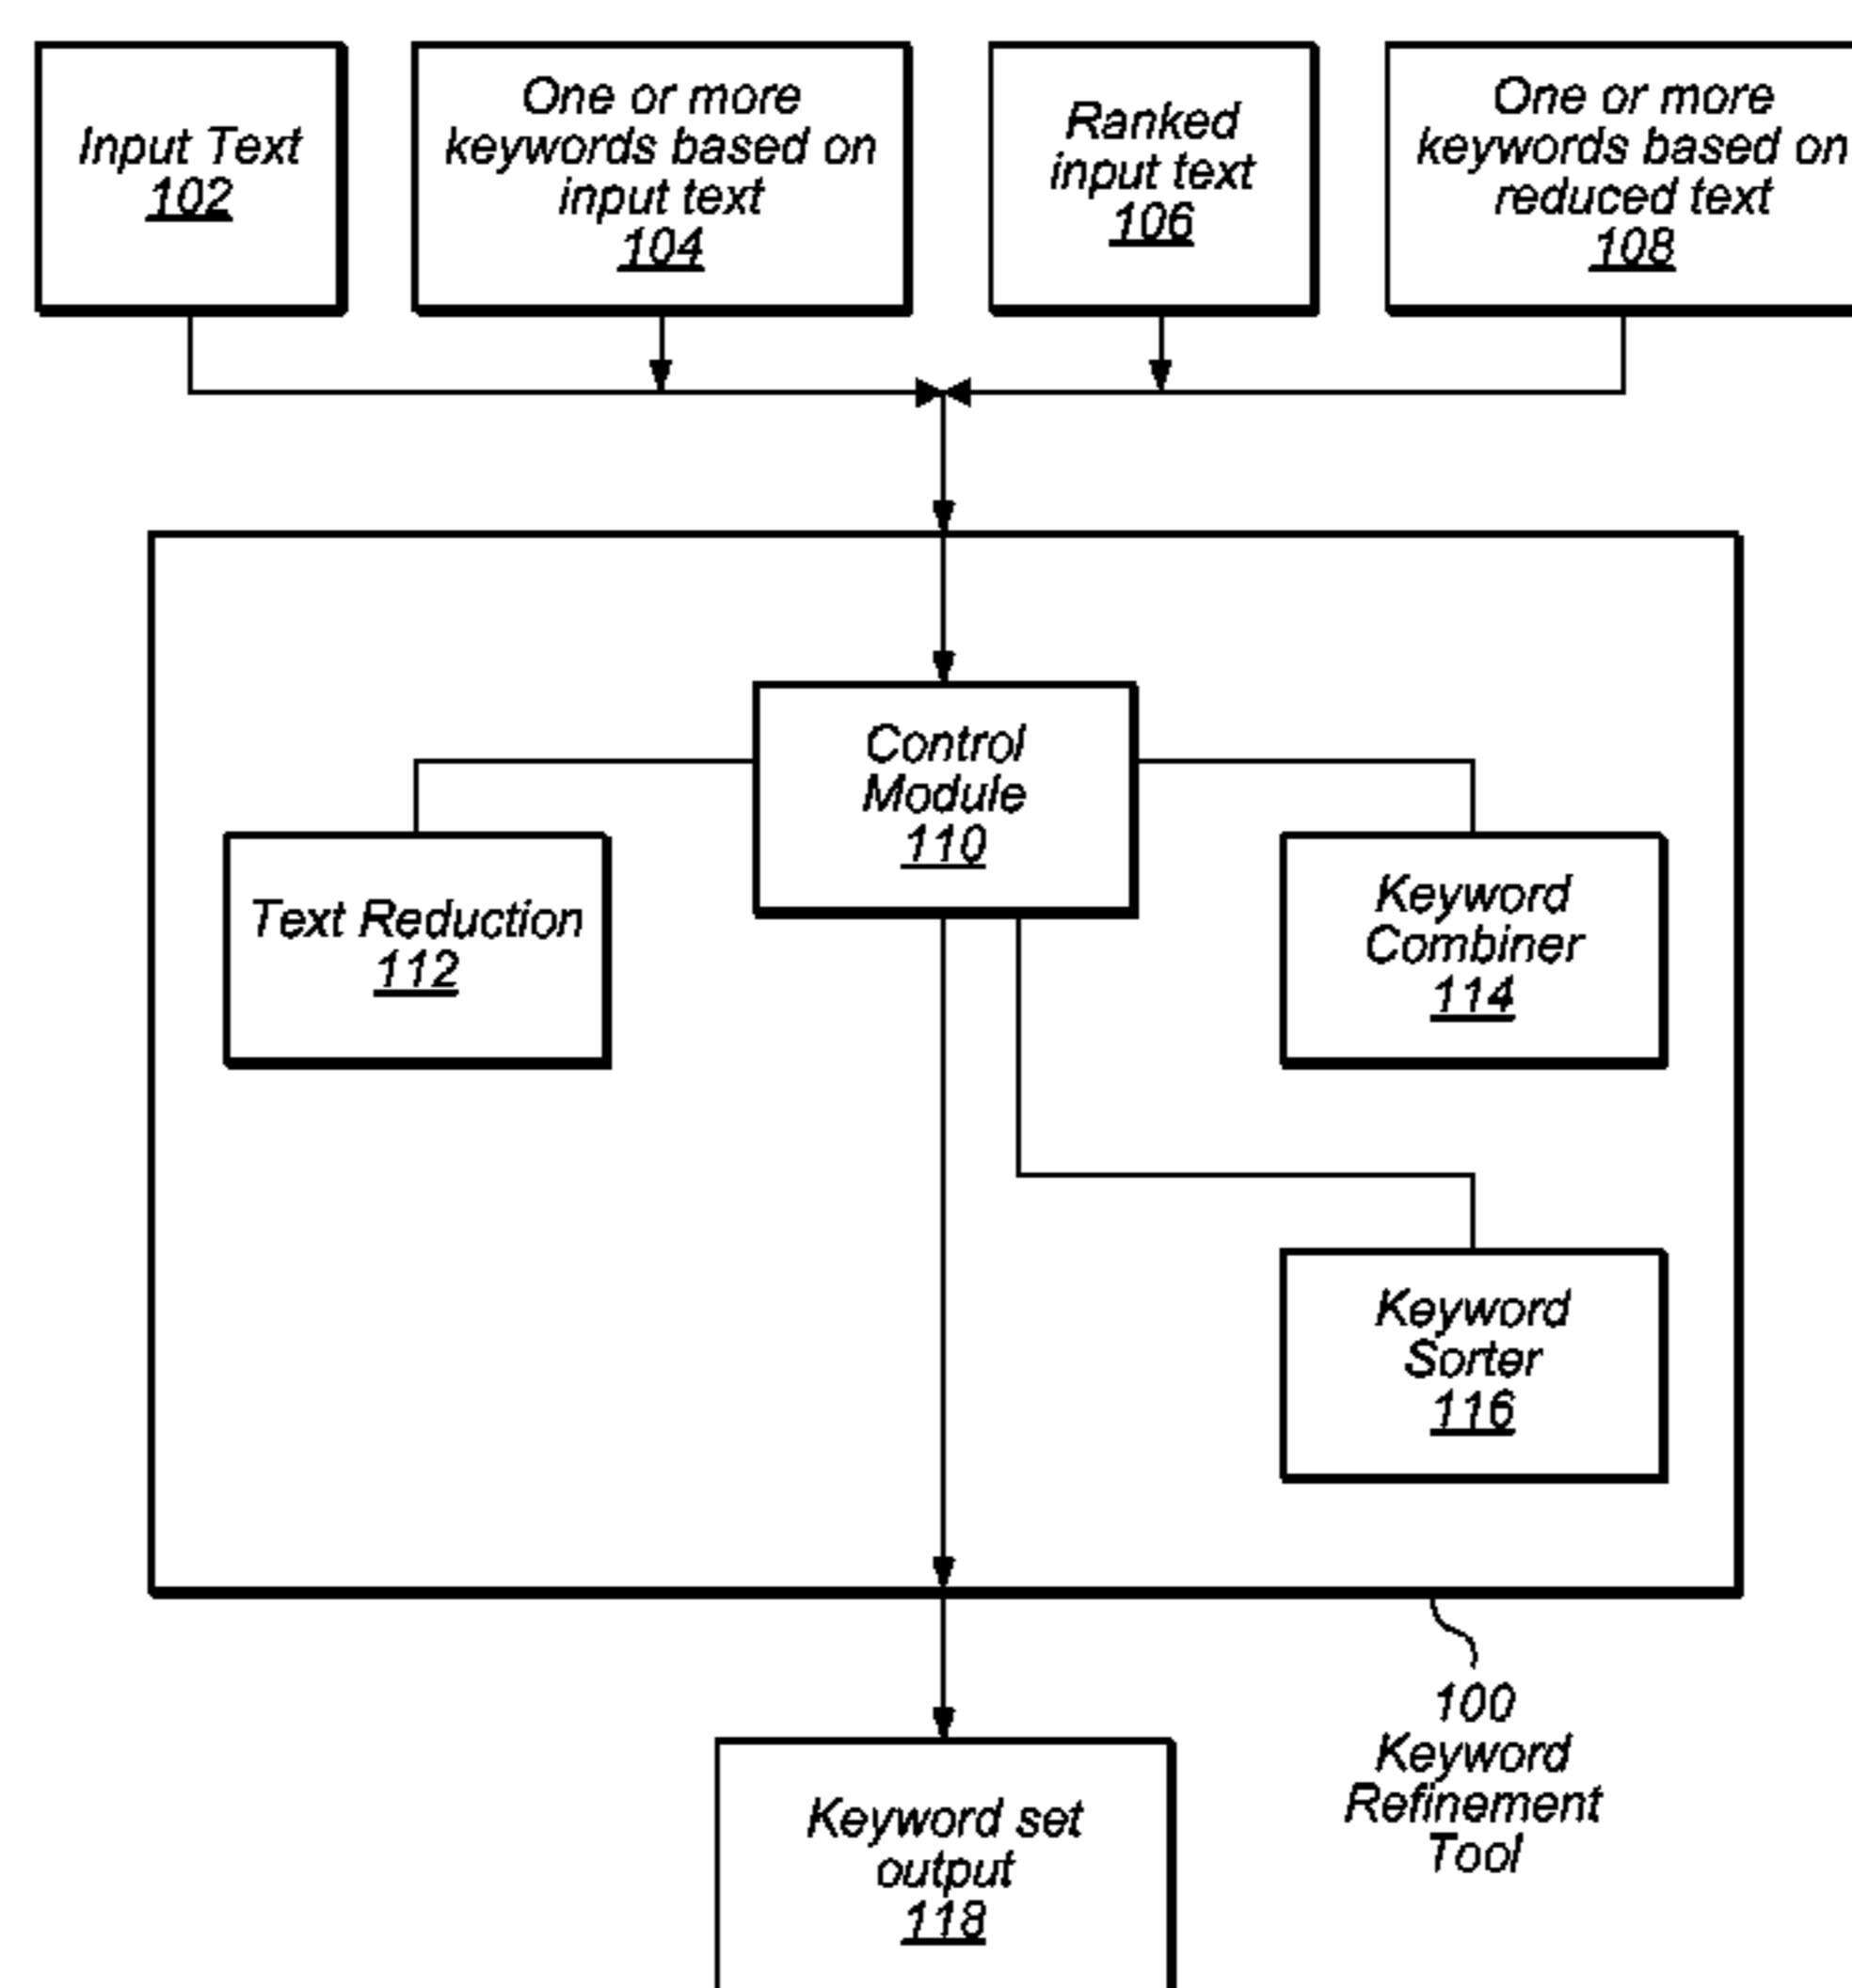 Input Text
102
One or more
keywords based on
input text
104
Ranked
input text
106
One or more
keywords based on
reduced text
108
Control
Module
110
Text Reduction
112
Keyword
Combiner
114
Keyword
Sorter
116
100
Keyword
Refinement
Tool
Keyword set
output
118